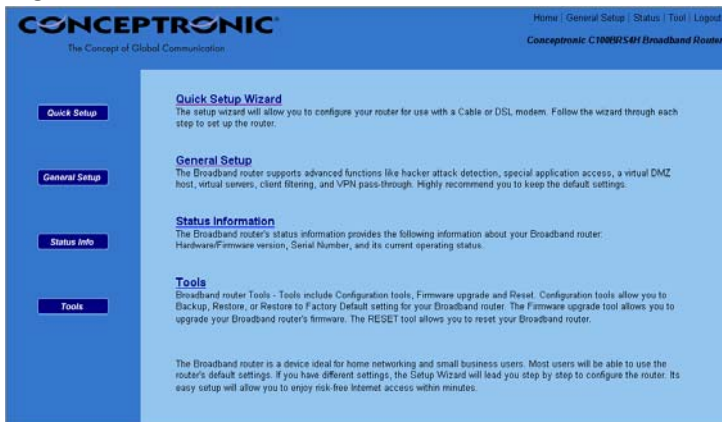 CONCEPTRONIC
The Concept of Global Communication
Home | General Setup | Status | Tool | Logout
Conceptronic C100BRS4H Broadband Router
Quick Setup
Quick Setup Wizard
The setup wizard will allow you to configure your router for use with a Cable or DSL modem. Follow the wizard through each
step to set up the router.
General Setup
General Setup
The Broadband router supports advanced functions like hacker attack detection, special application access, a virtual DMZ
host, virtual servers, client filtering, and VPN pass-through. Highly recommend you to keep the default settings.
Status Info
Status Information
The Broadband router's status information provides the following information about your Broadband router:
Hardware/Firmware version, Serial Number, and its current operating status.
Tools
Tools
Broadband router Tools - Tools include Configuration tools, Firmware upgrade and Reset. Configuration tools allow you to
Backup, Restore, or Restore to Factory Default setting for your Broadband router. The Firmware upgrade tool allows you to
upgrade your Broadband router's firmware. The RESET tool allows you to reset your Broadband router.
The Broadband router is a device ideal for home networking and small business users. Most users will be able to use the
router's default settings. If you have different settings, the Setup Wizard will lead you step by step to configure the router. Its
easy setup will allow you to enjoy risk-free Internet access within minutes.